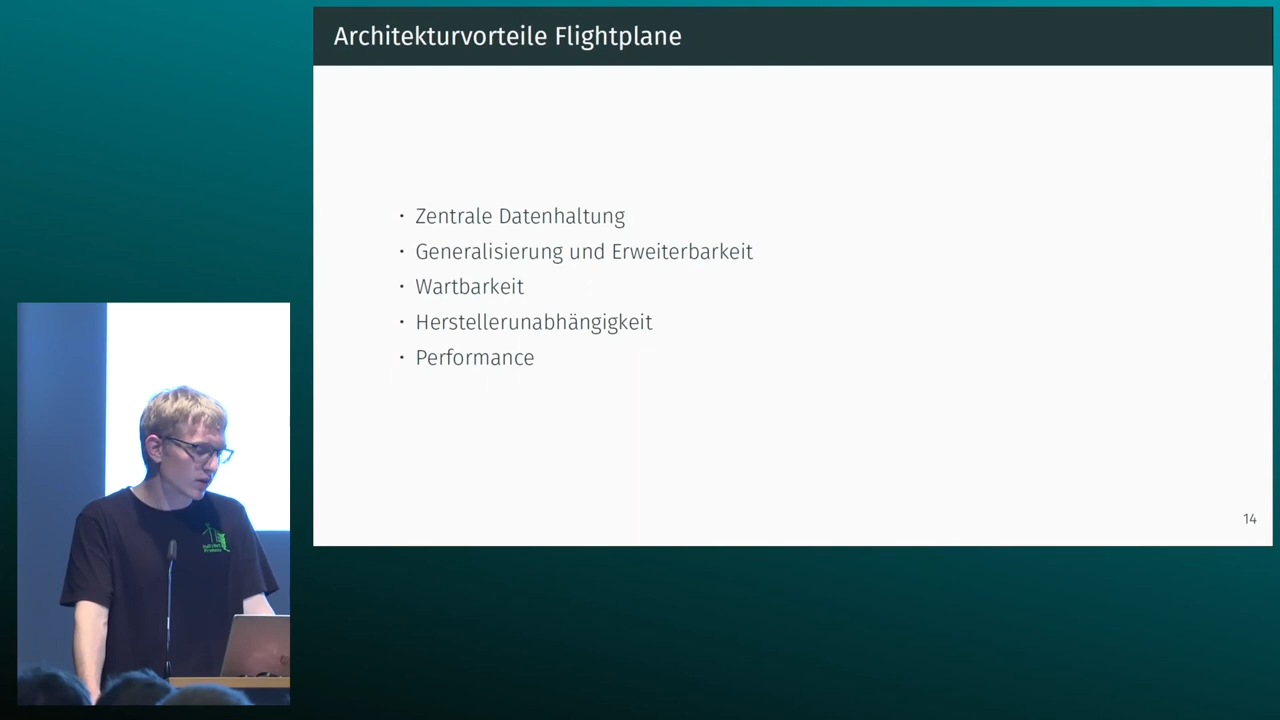 Architekturvorteile Flightplane
• Zentrale Datenhaltung
• Generalisierung und Erweiterbarkeit
• Wartbarkeit
• Herstellerunabhängigkeit
• Performance
14